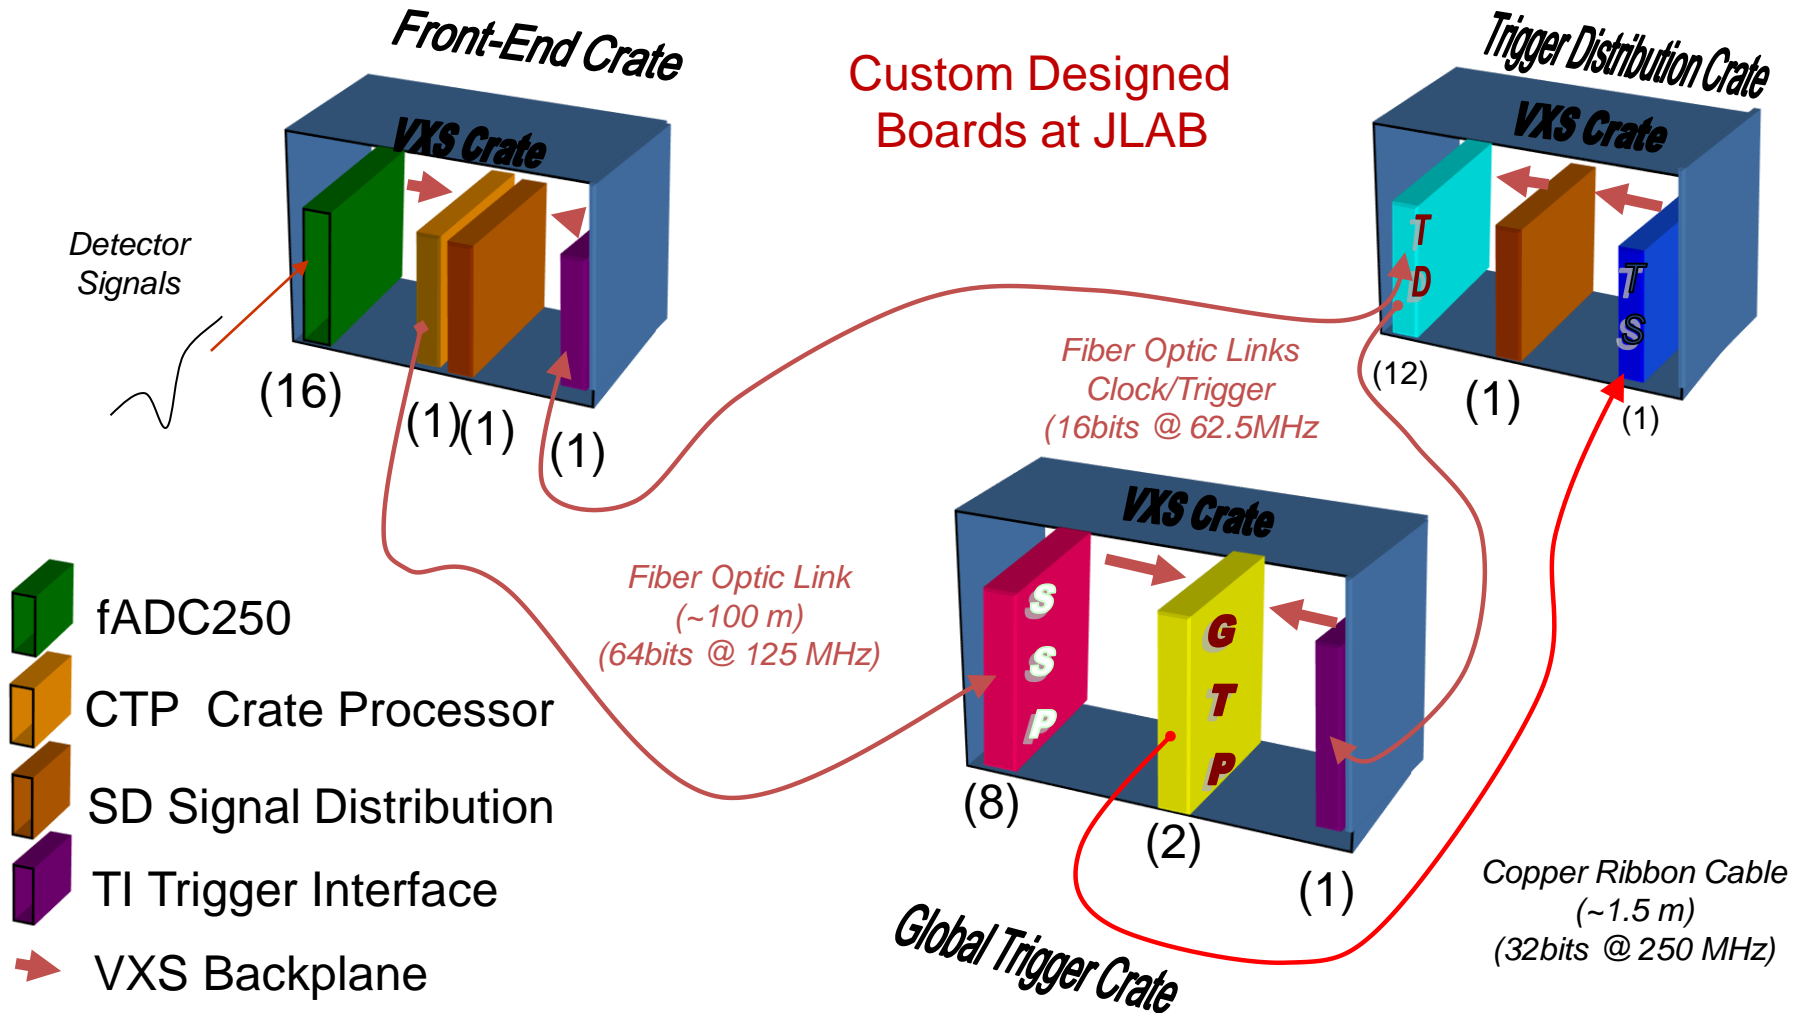 Front-End Crate
VXS Crate
Detector
Signals
(16)
(1)
(1)
(1)
Custom Designed
Boards at JLAB
Trigger Distribution Crate
VXS Crate
T
D
T
S
(12)
(1)
(1)
Fiber Optic Links
Clock/Trigger
(16bits @ 62.5MHz
Fiber Optic Link
(~100 m)
(64bits @ 125 MHz)
VXS Crate
S
S
P
G
T
P
(8)
(2)
(1)
Global Trigger Crate
Copper Ribbon Cable
(~1.5 m)
(32bits @ 250 MHz)
fADC250
CTP Crate Processor
SD Signal Distribution
TI Trigger Interface
VXS Backplane